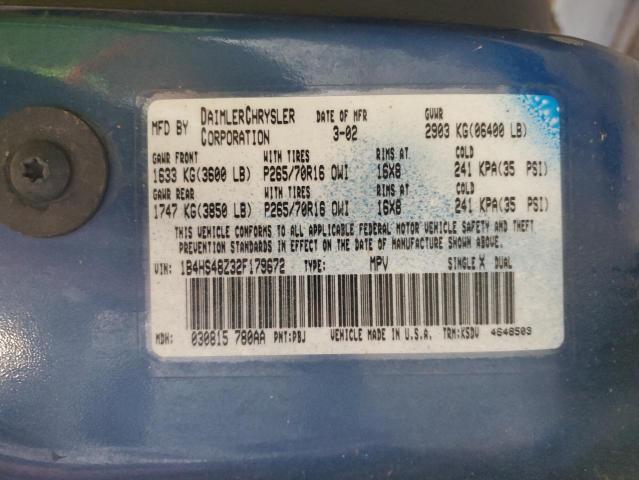 MFD BY DAIMLERCHRYSLER CORPORATION DATE OF MFR 3-02 GVWR 2903 KG(06400 LB)
GAWR FRONT WITH TIRES RIMS AT COLD
1633 KG(3600 LB) P265/70R16 OWI 16X8 241 KPA(35 PSI)
GAWR REAR WITH TIRES RIMS AT COLD
1747 KG(3850 LB) P265/70R16 OWI 16X8 241 KPA(35 PSI)
THIS VEHICLE CONFORMS TO ALL APPLICABLE FEDERAL MOTOR VEHICLE SAFETY AND THEFT
PREVENTION STANDARDS IN EFFECT ON THE DATE OF MANUFACTURE SHOWN ABOVE.
VIN: 1B4HS48Z32F179672 TYPE: MPV SINGLE X DUAL
MDH: 030815 780AA PNT:PBJ VEHICLE MADE IN U.S.A. TRM:K5DV 4648503